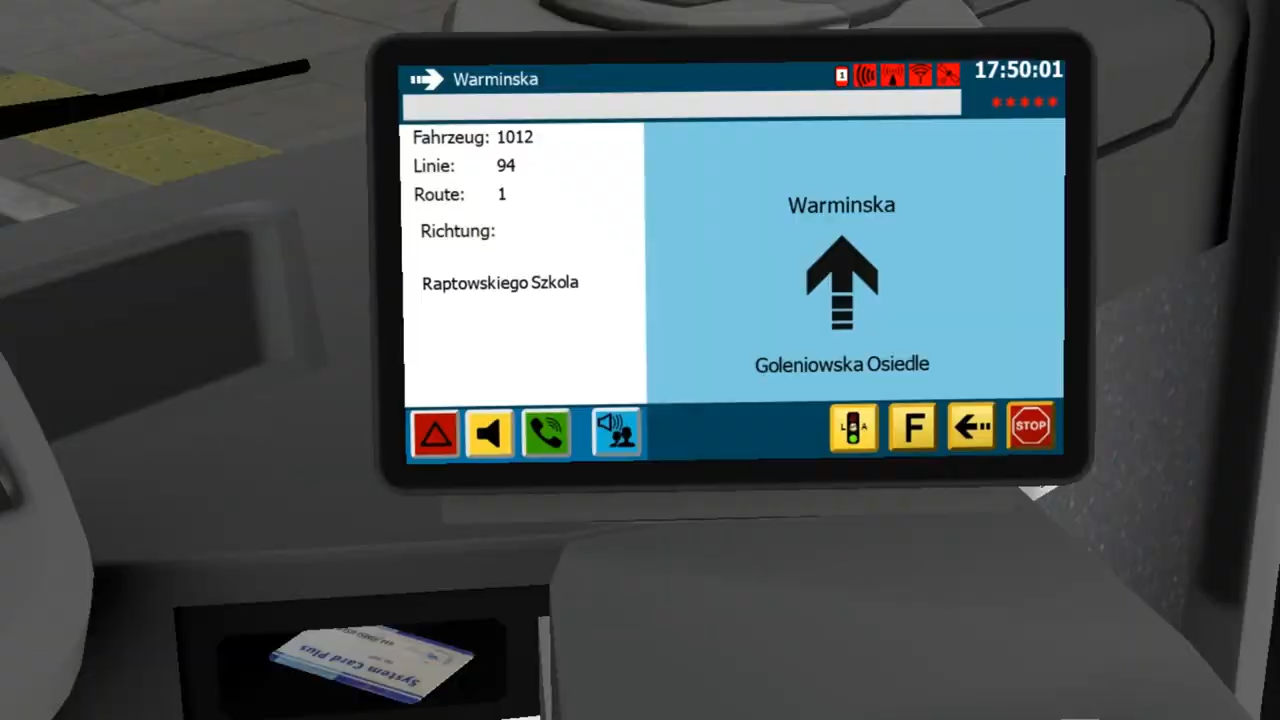 Warminska
1
17:50:01
*****
Fahrzeug: 1012
Linie: 94
Route: 1
Richtung:
Raptowskiego Szkola
Warminska
Goleniowska Osiedle
L A
F
STOP
System Card Plus